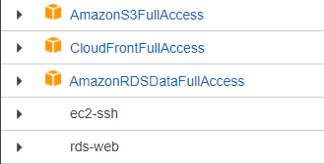 AmazonS3FullAccess
CloudFrontFullAccess
AmazonRDSDataFullAccess
ec2-ssh
rds-web